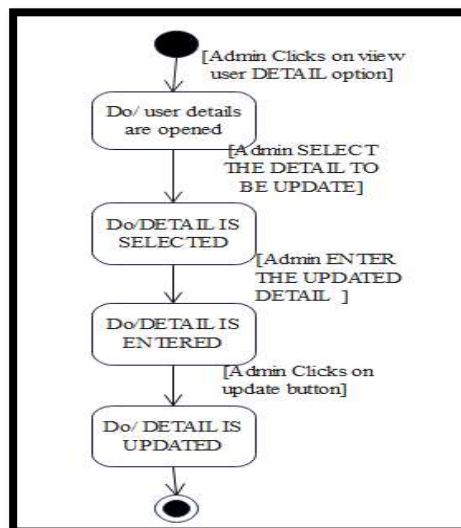 [Admin Clicks on viiew
user DETAIL option]
Do/ user details
are opened
[Admin SELECT
THE DETAIL TO
BE UPDATE]
Do/DETAIL IS
SELECTED
[Admin ENTER
THE UPDATED
DETAIL ]
Do/DETAIL IS
ENTERED
[Admin Clicks on
update button]
Do/ DETAIL IS
UPDATED